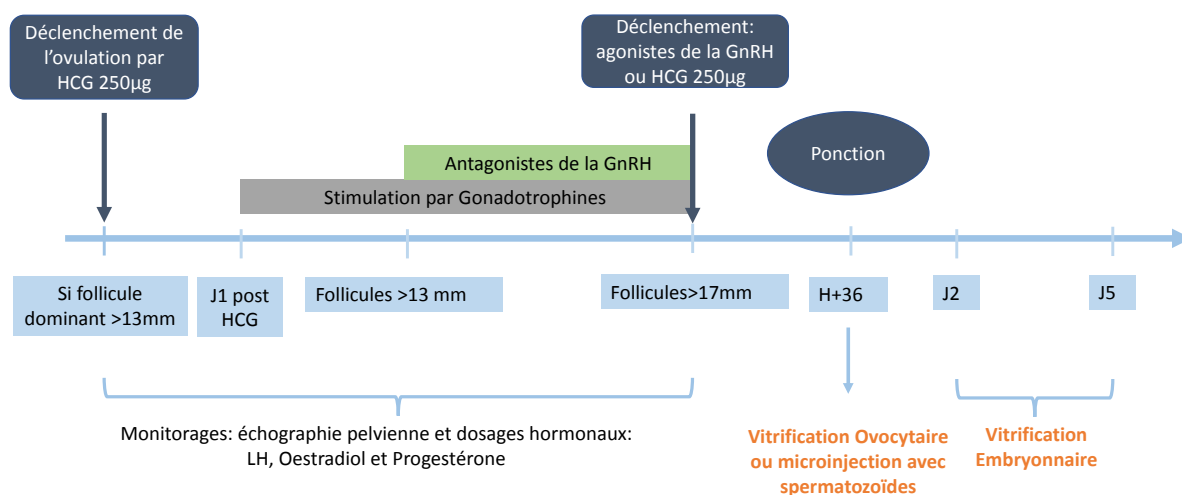 Déclenchement de
l'ovulation par
HCG 250µg
Déclenchement:
agonistes de la GnRH
ou HCG 250µg
Ponction
Antagonistes de la GnRH
Stimulation par Gonadotrophines
Si follicule
dominant >13mm
J1 post
HCG
Follicules >13 mm
Follicules>17mm
H+36
J2
J5
Monitorages: échographie pelvienne et dosages hormonaux:
LH, Oestradiol et Progestérone
Vitrification Ovocytaire
ou microinjection avec
spermatozoïdes
Vitrification
Embryonnaire